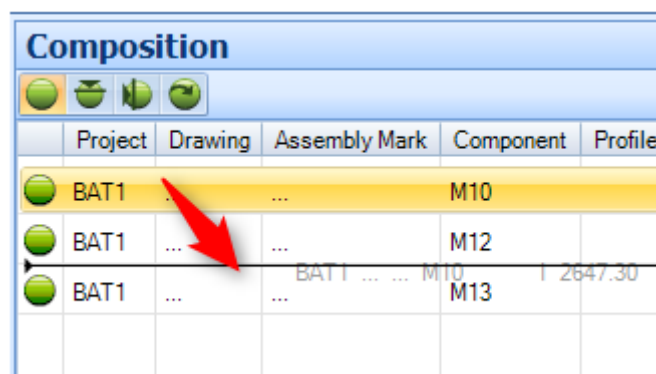 Composition
Project Drawing Assembly Mark Component Profile
BAT1 ... ... M10
BAT1 ... ... M12
BAT1 ... ... M10 I 2647.30
BAT1 ... ... M13